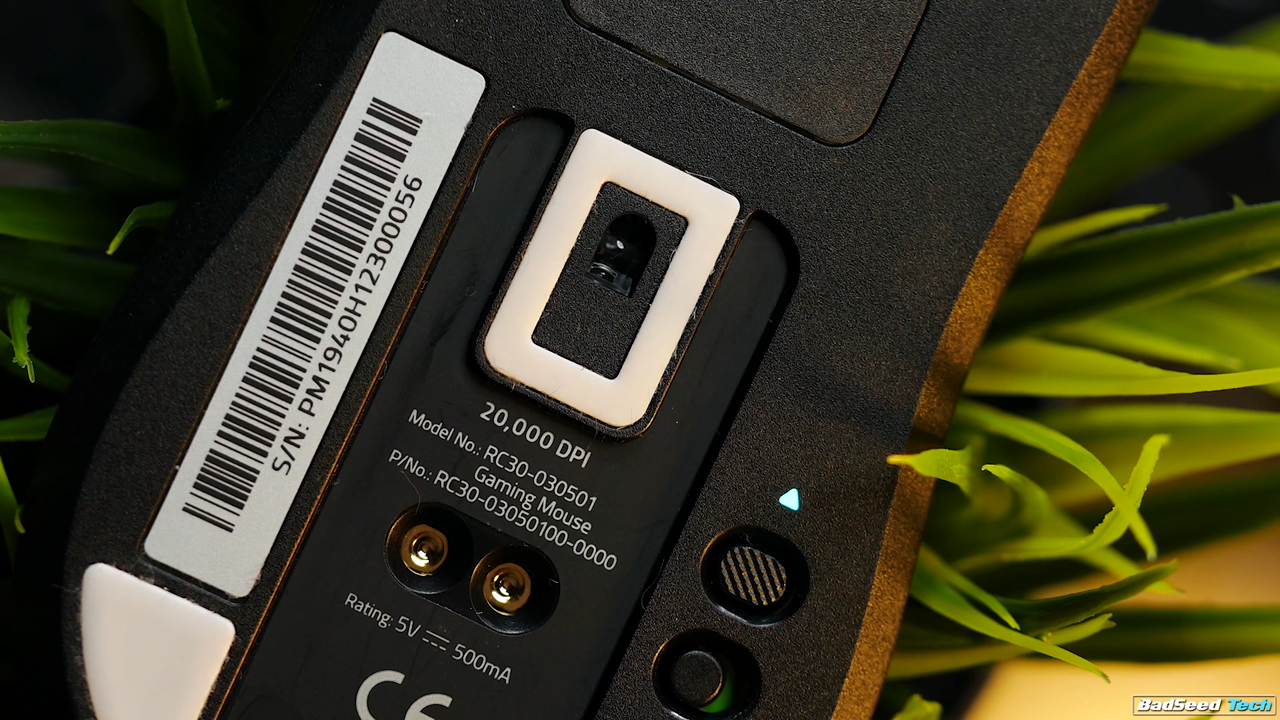 S/N: PM1940H12300056
20,000 DPI
Model No.: RC30-030501
Gaming Mouse
P/No.: RC30-03050100-0000
Rating: 5V ⎓ 500mA
CE
BadSeed Tech